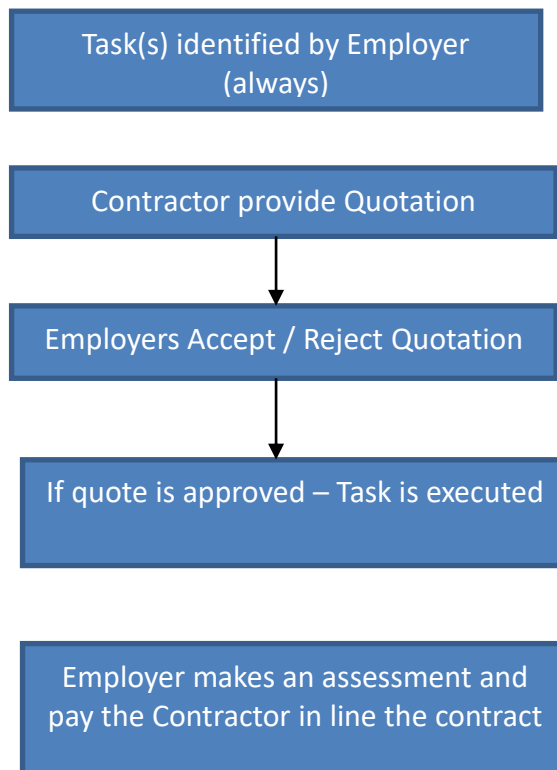 Task(s) identified by Employer
(always)
Contractor provide Quotation
Employers Accept / Reject Quotation
If quote is approved – Task is executed
Employer makes an assessment and
pay the Contractor in line the contract